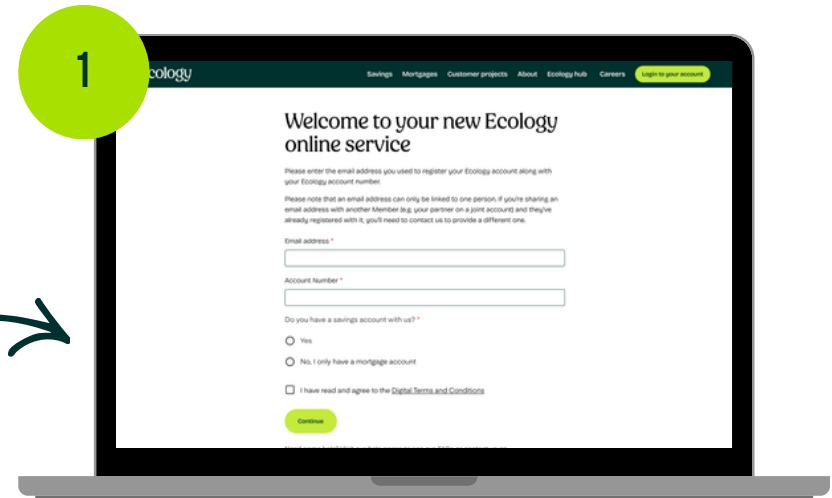 1
cology
Savings Mortgages Customer projects About Ecology hub Careers Login to your account
Welcome to your new Ecology
online service
Please enter the email address you used to register your Ecology account along with
your Ecology account number.
Please note that an email address can only be linked to one person. If you're sharing an
email address with another Member (e.g. your partner on a joint account) and they've
already registered with it, you'll need to contact us to provide a different one.
Email address *
Account Number *
Do you have a savings account with us? *
Yes
No, I only have a mortgage account
I have read and agree to the Digital Terms and Conditions
Continue